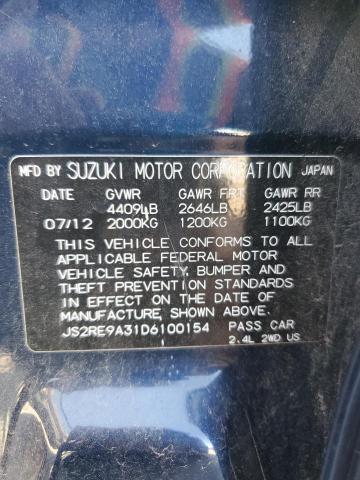 MFD BY SUZUKI MOTOR CORPORATION JAPAN
DATE GVWR GAWR FRT GAWR RR
4409LB 2646LB 2425LB
07/12 2000KG 1200KG 1100KG
THIS VEHICLE CONFORMS TO ALL
APPLICABLE FEDERAL MOTOR
VEHICLE SAFETY, BUMPER AND
THEFT PREVENTION STANDARDS
IN EFFECT ON THE DATE OF
MANUFACTURE, SHOWN ABOVE.
JS2RE9A31D6100154 PASS CAR
2.4L 2WD US